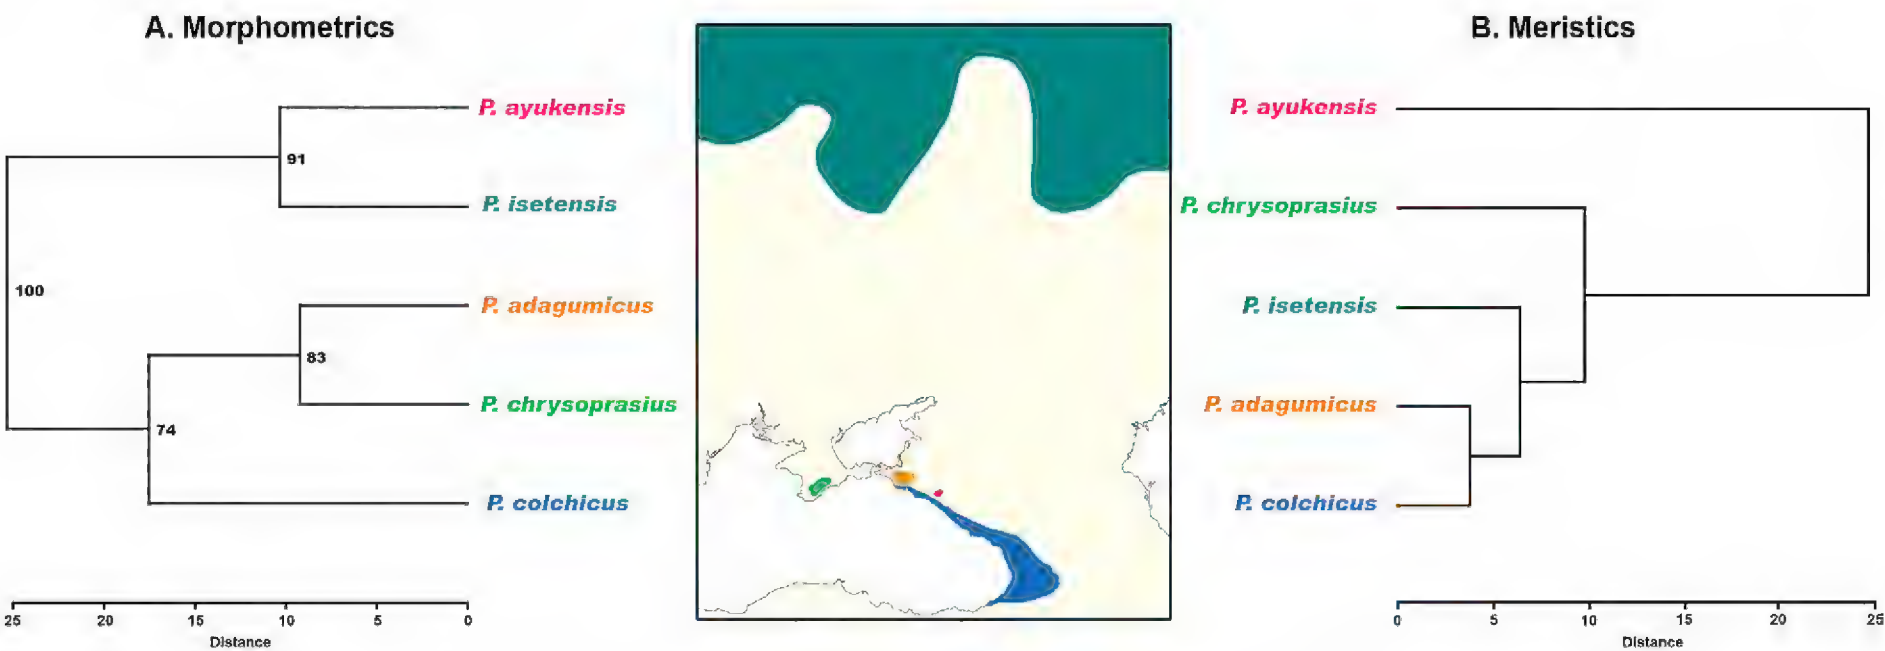 A. Morphometrics
B. Meristics
P. ayukensis
91
P. isetensis
100
P. adagumicus
83
P. chrysoprasius
74
P. colchicus
25 20 15 10 5 0
Distance
P. ayukensis
P. chrysoprasius
P. isetensis
P. adagumicus
P. colchicus
0 5 10 15 20 25
Distance